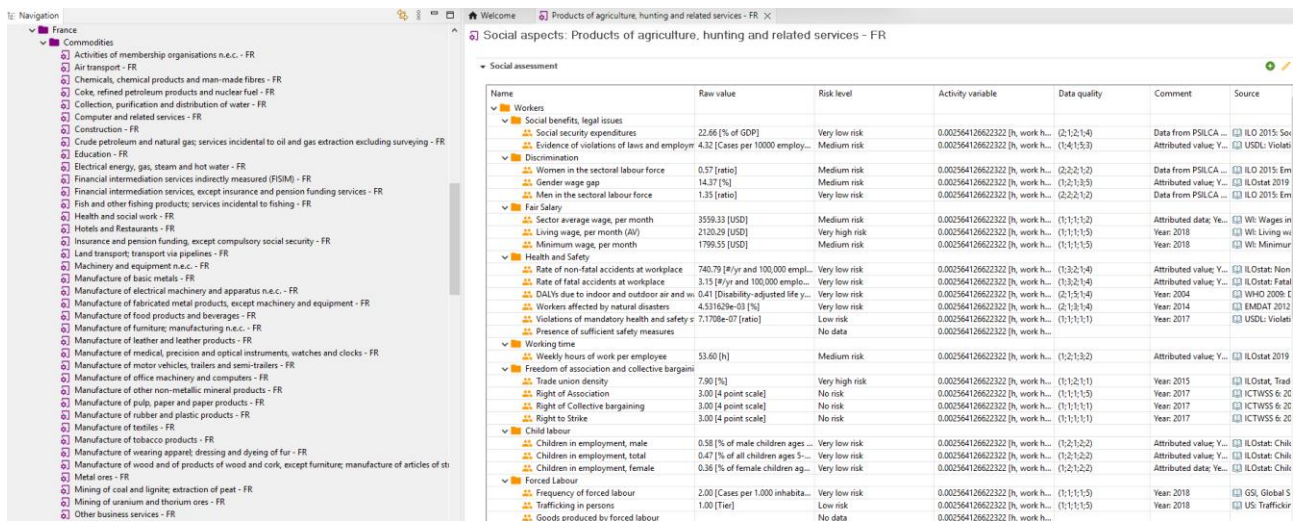 Navigation
France
Commodities
Activities of membership organisations n.e.c. - FR
Air transport - FR
Chemicals, chemical products and man-made fibres - FR
Coke, refined petroleum products and nuclear fuel - FR
Collection, purification and distribution of water - FR
Computer and related services - FR
Construction - FR
Crude petroleum and natural gas; services incidental to oil and gas extraction excluding surveying - FR
Education - FR
Electrical energy, gas, steam and hot water - FR
Financial intermediation services indirectly measured (FISIM) - FR
Financial intermediation services, except insurance and pension funding services - FR
Fish and other fishing products; services incidental to fishing - FR
Health and social work - FR
Hotels and Restaurants - FR
Insurance and pension funding, except compulsory social security - FR
Land transport; transport via pipelines - FR
Machinery and equipment n.e.c. - FR
Manufacture of basic metals - FR
Manufacture of electrical machinery and apparatus n.e.c. - FR
Manufacture of fabricated metal products, except machinery and equipment - FR
Manufacture of food products and beverages - FR
Manufacture of furniture; manufacturing n.e.c. - FR
Manufacture of leather and leather products - FR
Manufacture of medical, precision and optical instruments, watches and clocks - FR
Manufacture of motor vehicles, trailers and semi-trailers - FR
Manufacture of office machinery and computers - FR
Manufacture of other non-metallic mineral products - FR
Manufacture of pulp, paper and paper products - FR
Manufacture of rubber and plastic products - FR
Manufacture of textiles - FR
Manufacture of tobacco products - FR
Manufacture of wearing apparel; dressing and dyeing of fur - FR
Manufacture of wood and of products of wood and cork, except furniture; manufacture of articles of str
Metal ores - FR
Mining of coal and lignite; extraction of peat - FR
Mining of uranium and thorium ores - FR
Other business services - FR
Welcome Products of agriculture, hunting and related services - FR
Social aspects: Products of agriculture, hunting and related services - FR
Social assessment
Name Raw value Risk level Activity variable Data quality Comment Source
Workers
Social benefits, legal issues
Social security expenditures 22.66 [% of GDP] Very low risk 0.002564126622322 [h, work h... (2;1;2;1;4) Data from PSILCA ... ILO 2015: Soc
Evidence of violations of laws and employm 4.32 [Cases per 10000 employ... Medium risk 0.002564126622322 [h, work h... (1;4;1;5;3) Attributed value; Y... USDL: Violati
Discrimination
Women in the sectoral labour force 0.57 [ratio] Medium risk 0.002564126622322 [h, work h... (2;2;2;1;2) Data from PSILCA ... ILO 2015: Em
Gender wage gap 14.37 [%] Medium risk 0.002564126622322 [h, work h... (1;2;1;3;5) Attributed value; Y... ILOstat 2019
Men in the sectoral labour force 1.35 [ratio] Medium risk 0.002564126622322 [h, work h... (2;2;2;1;2) Data from PSILCA ... ILO 2015: Em
Fair Salary
Sector average wage, per month 3559.33 [USD] Medium risk 0.002564126622322 [h, work h... (1;1;1;1;2) Attributed data; Ye... WI: Wages in
Living wage, per month (AV) 2120.29 [USD] Very high risk 0.002564126622322 [h, work h... (1;1;1;1;5) Year: 2018 WI: Living wa
Minimum wage, per month 1799.55 [USD] Medium risk 0.002564126622322 [h, work h... (1;1;1;1;5) Year: 2018 WI: Minimur
Health and Safety
Rate of non-fatal accidents at workplace 740.79 [#/yr and 100,000 empl... Very low risk 0.002564126622322 [h, work h... (1;3;2;1;4) Attributed value; Y... ILOstat: Non
Rate of fatal accidents at workplace 3.15 [#/yr and 100,000 employ... Very low risk 0.002564126622322 [h, work h... (1;3;2;1;4) Attributed value; Y... ILOstat: Fatal
DALYs due to indoor and outdoor air and wa 0.41 [Disability-adjusted life y... Very low risk 0.002564126622322 [h, work h... (2;1;5;1;4) Year: 2004 WHO 2009: D
Workers affected by natural disasters 4.531629e-03 [%] Very low risk 0.002564126622322 [h, work h... (2;1;3;1;4) Year: 2014 EMDAT 2012
Violations of mandatory health and safety s 7.1708e-07 [ratio] Low risk 0.002564126622322 [h, work h... (1;1;1;1;1) Year: 2017 USDL: Violati
Presence of sufficient safety measures No data 0.002564126622322 [h, work h...
Working time
Weekly hours of work per employee 53.60 [h] Medium risk 0.002564126622322 [h, work h... (1;2;1;3;2) Attributed value; Y... ILOstat 2019
Freedom of association and collective bargaini
Trade union density 7.90 [%] Very high risk 0.002564126622322 [h, work h... (1;1;2;1;1) Year: 2015 ILOstat, Trad
Right of Association 3.00 [4 point scale] No risk 0.002564126622322 [h, work h... (1;1;1;1;5) Year: 2017 ICTWSS 6: 20
Right of Collective bargaining 3.00 [4 point scale] No risk 0.002564126622322 [h, work h... (1;1;1;1;1) Year: 2017 ICTWSS 6: 20
Right to Strike 3.00 [4 point scale] No risk 0.002564126622322 [h, work h... (1;1;1;1;1) Year: 2017 ICTWSS 6: 20
Child labour
Children in employment, male 0.58 [% of male children ages ... Very low risk 0.002564126622322 [h, work h... (1;2;1;2;2) Attributed value; Y... ILOstat: Chilc
Children in employment, total 0.47 [% of all children ages 5-... Very low risk 0.002564126622322 [h, work h... (1;2;1;2;2) Attributed value; Y... ILOstat: Chilc
Children in employment, female 0.36 [% of female children ag... Very low risk 0.002564126622322 [h, work h... (1;2;1;2;2) Attributed data; Ye... ILOstat: Chilc
Forced Labour
Frequency of forced labour 2.00 [Cases per 1.000 inhabita... Very low risk 0.002564126622322 [h, work h... (1;1;1;1;5) Year: 2018 GSI, Global S
Trafficking in persons 1.00 [Tier] Low risk 0.002564126622322 [h, work h... (1;1;1;1;5) Year: 2018 US: Traffickir
Goods produced by forced labour No data 0.002564126622322 [h, work h...